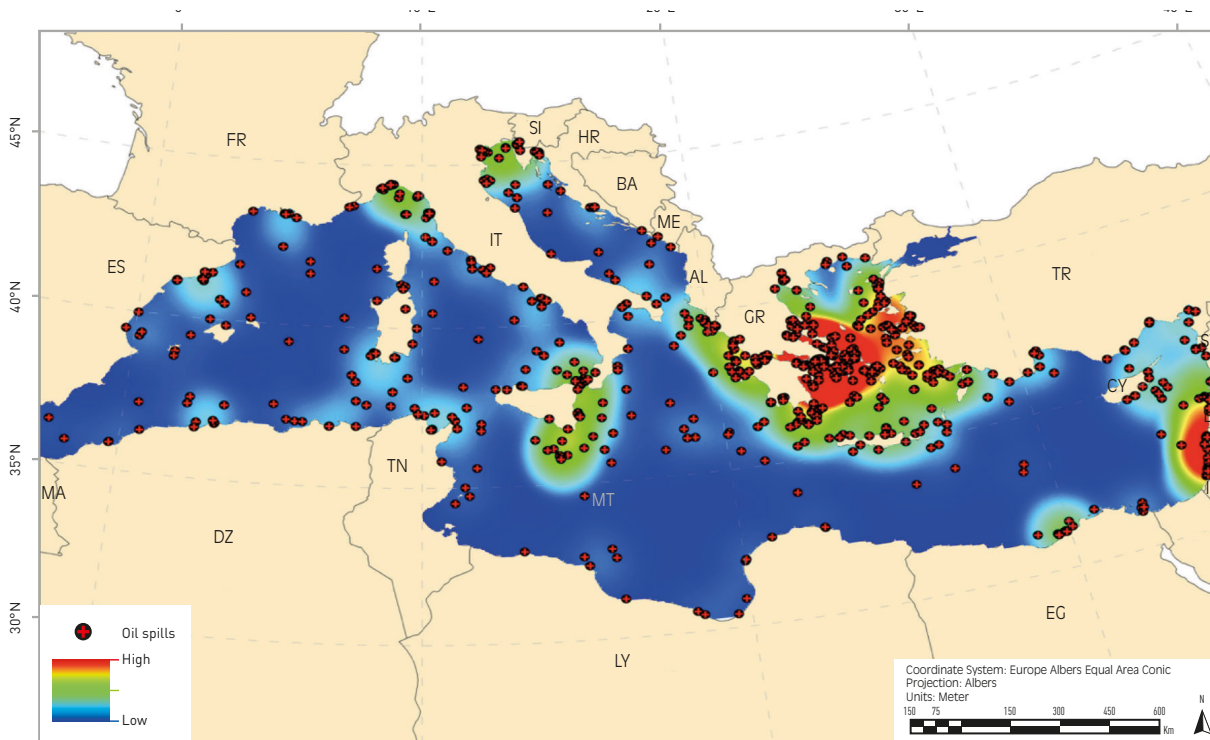 FR
SI
HR
BA
ME
IT
AL
ES
GR
TR
CY
MA
DZ
TN
MT
LY
EG
45°N
40°N
35°N
30°N
Oil spills
High
Low
Coordinate System: Europe Albers Equal Area Conic
Projection: Albers
Units: Meter
150 75 150 300 450 600
Km
N